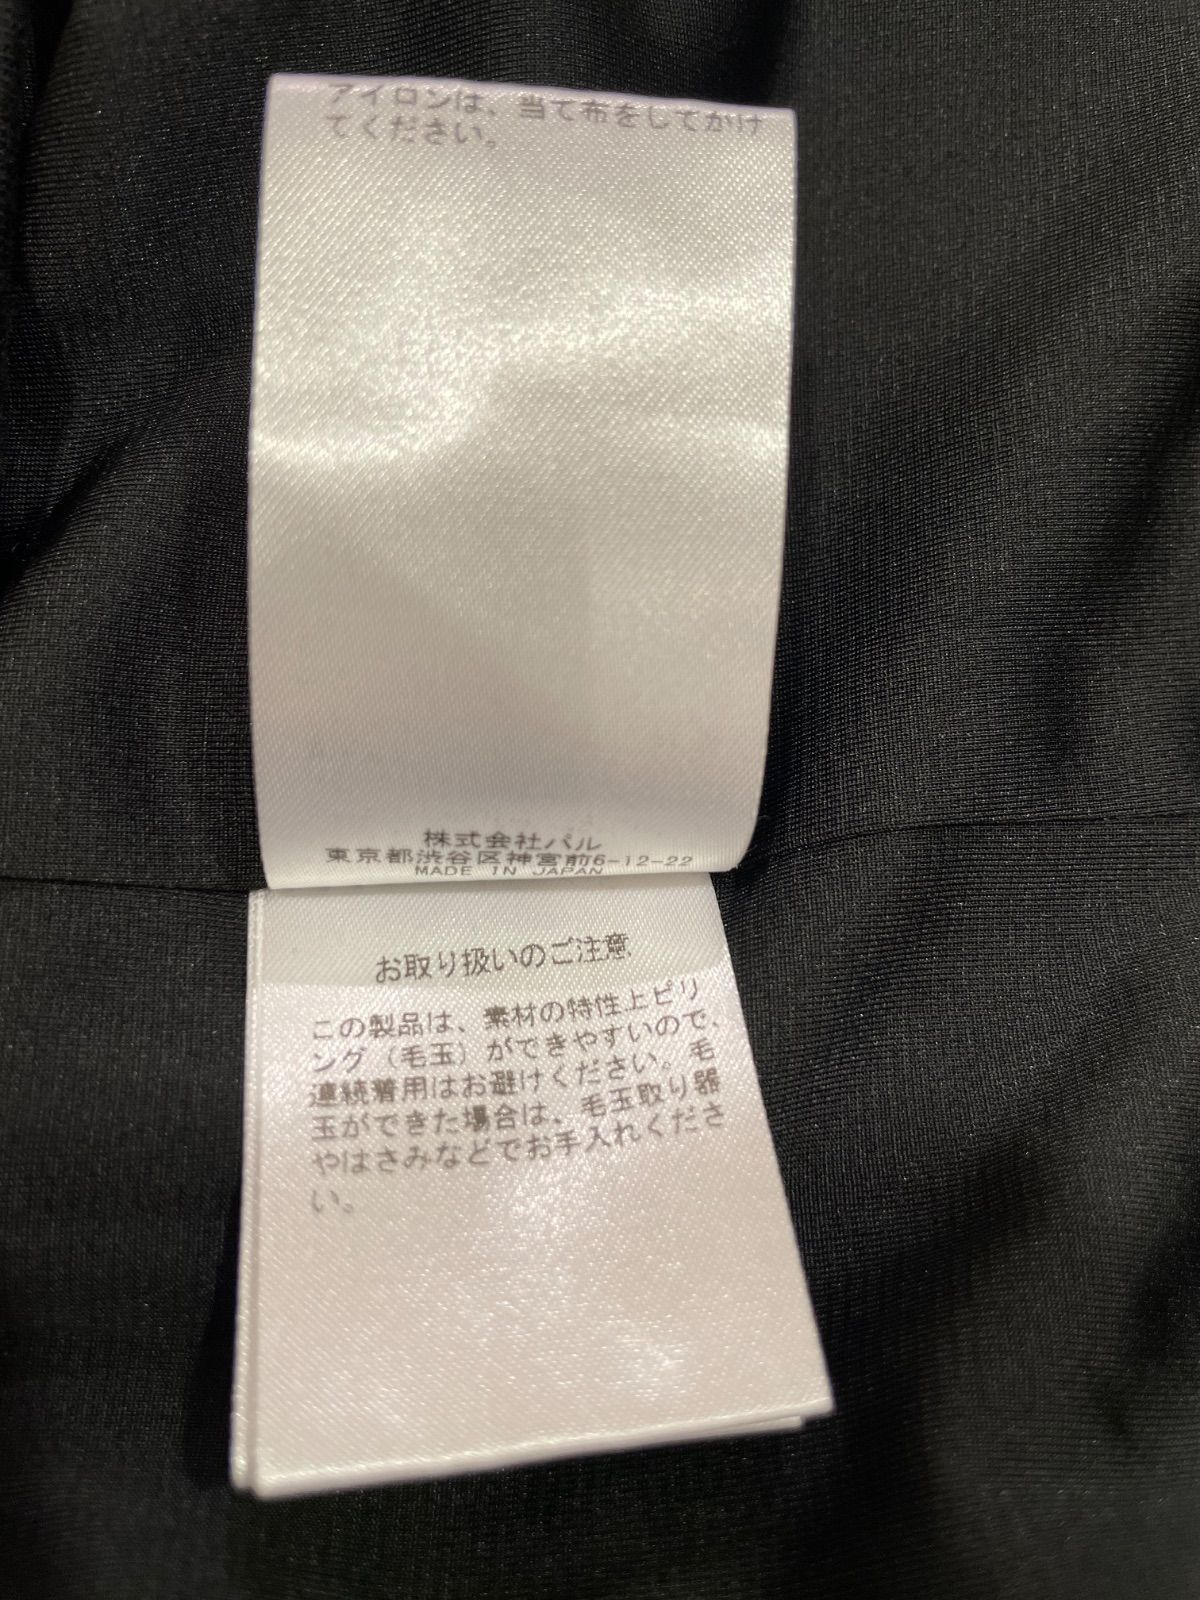 アイロンは、当て布をしてかけ
てください。
株式会社パル
東京都渋谷区神宮前6-12-22
MADE IN JAPAN
お取り扱いのご注意
この製品は、素材の特性上ピリ
ング（毛玉）ができやすいので、
連続着用はお避けください。毛
玉ができた場合は、毛玉取り器
やはさみなどでお手入れくださ
い。